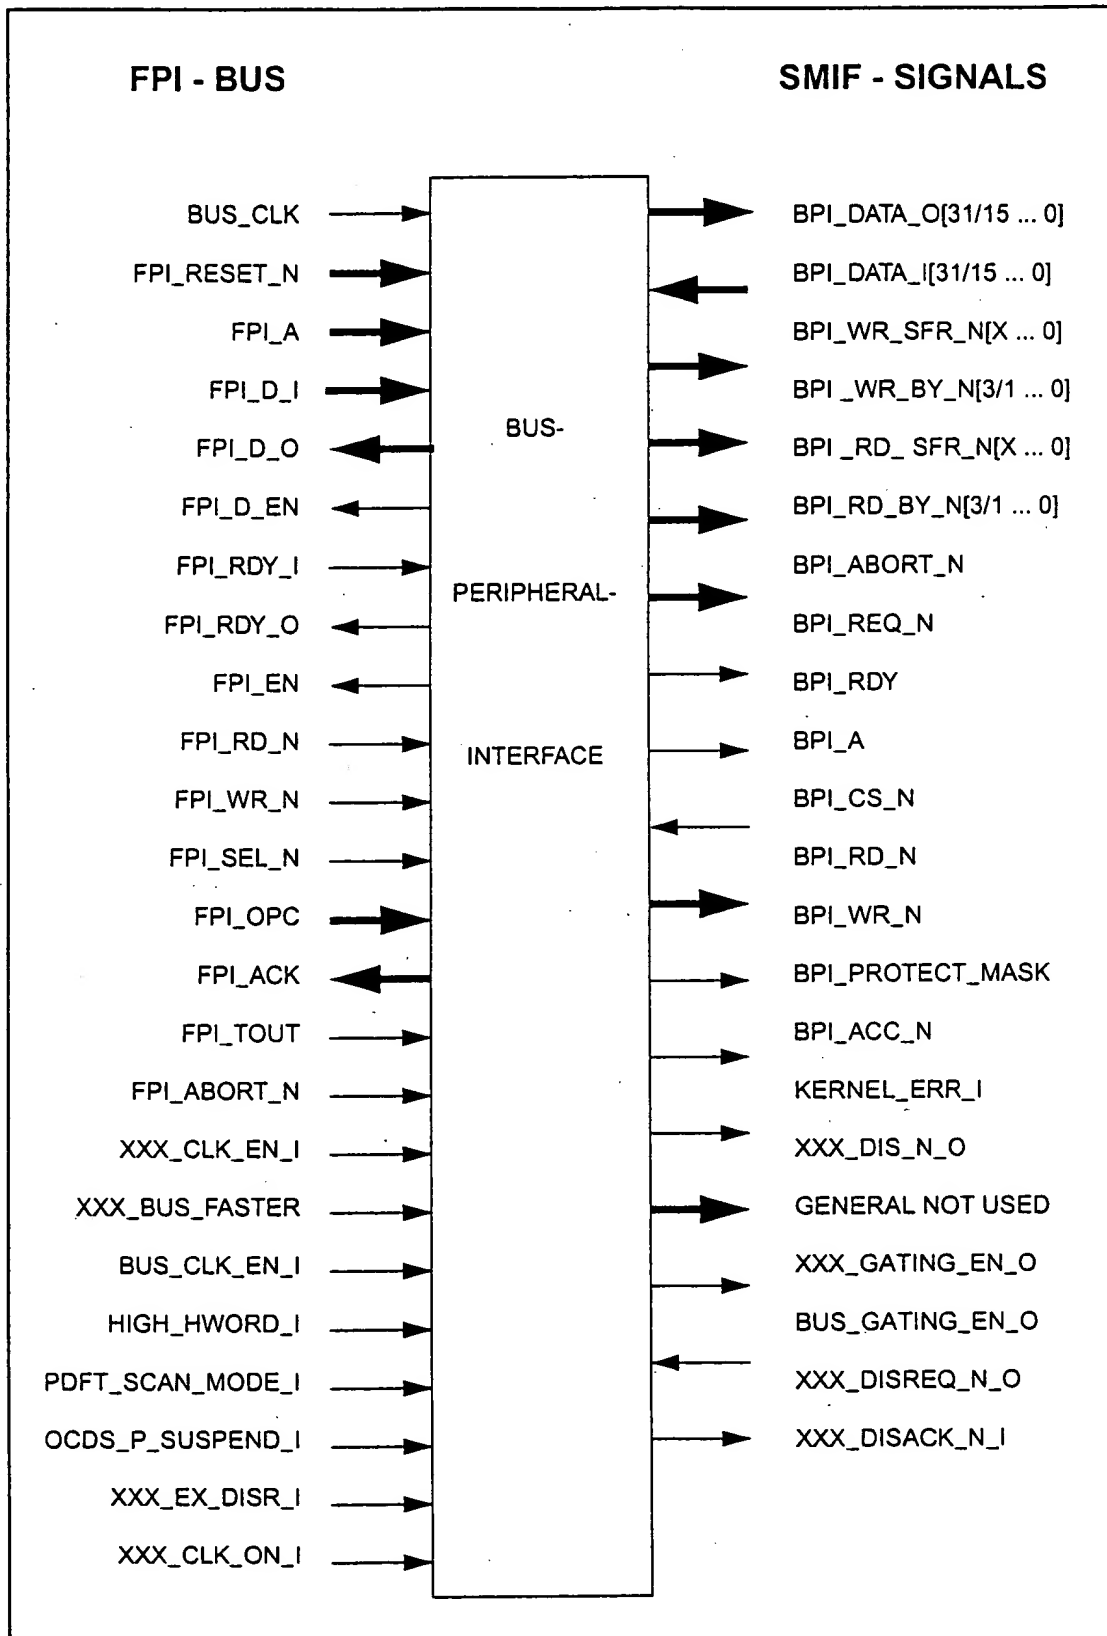 FPI - BUS
SMIF - SIGNALS
BUS_CLK
FPI_RESET_N
FPI_A
FPI_D_I
FPI_D_O
FPI_D_EN
FPI_RDY_I
FPI_RDY_O
FPI_EN
FPI_RD_N
FPI_WR_N
FPI_SEL_N
FPI_OPC
FPI_ACK
FPI_TOUT
FPI_ABORT_N
XXX_CLK_EN_I
XXX_BUS_FASTER
BUS_CLK_EN_I
HIGH_HWORD_I
PDFT_SCAN_MODE_I
OCDS_P_SUSPEND_I
XXX_EX_DISR_I
XXX_CLK_ON_I
BUS-
PERIPHERAL-
INTERFACE
BPI_DATA_O[31/15 ... 0]
BPI_DATA_I[31/15 ... 0]
BPI_WR_SFR_N[X ... 0]
BPI _WR_BY_N[3/1 ... 0]
BPI _RD_ SFR_N[X ... 0]
BPI_RD_BY_N[3/1 ... 0]
BPI_ABORT_N
BPI_REQ_N
BPI_RDY
BPI_A
BPI_CS_N
BPI_RD_N
BPI_WR_N
BPI_PROTECT_MASK
BPI_ACC_N
KERNEL_ERR_I
XXX_DIS_N_O
GENERAL NOT USED
XXX_GATING_EN_O
BUS_GATING_EN_O
XXX_DISREQ_N_O
XXX_DISACK_N_I